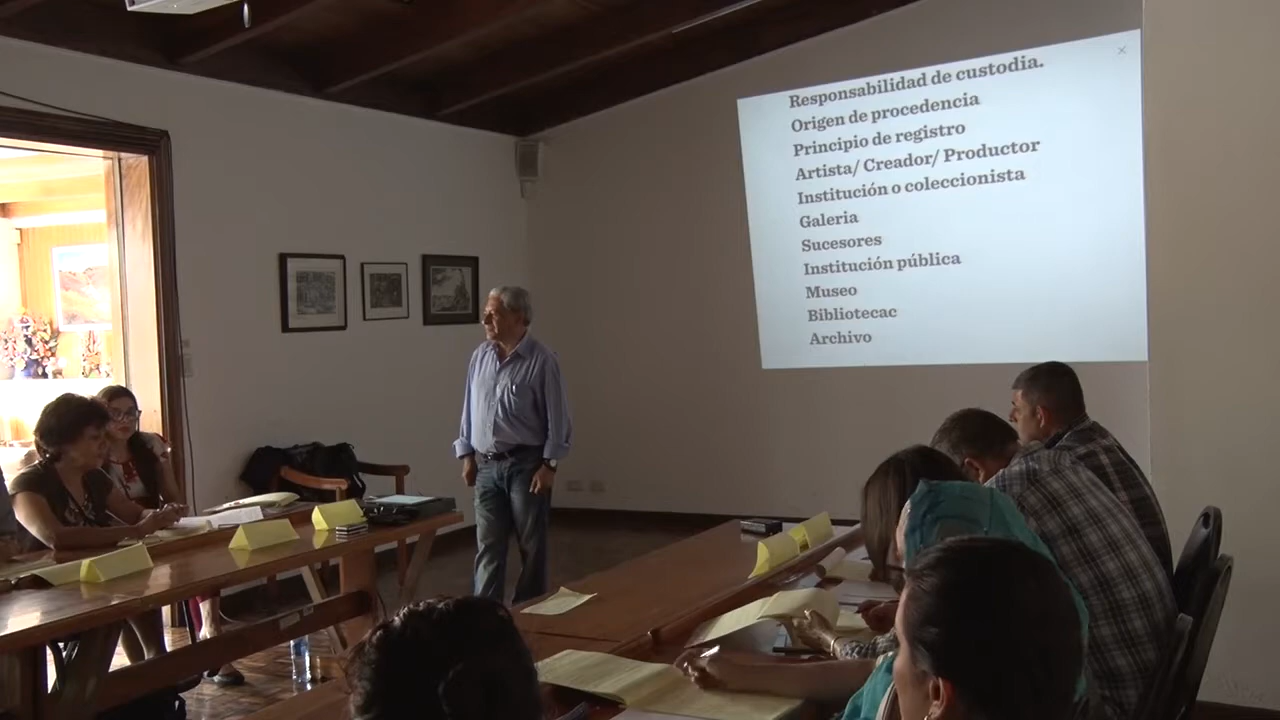 Responsabilidad de custodia.
Origen de procedencia
Principio de registro
Artista/ Creador/ Productor
Institución o coleccionista
Galeria
Sucesores
Institución pública
Museo
Bibliotecac
Archivo